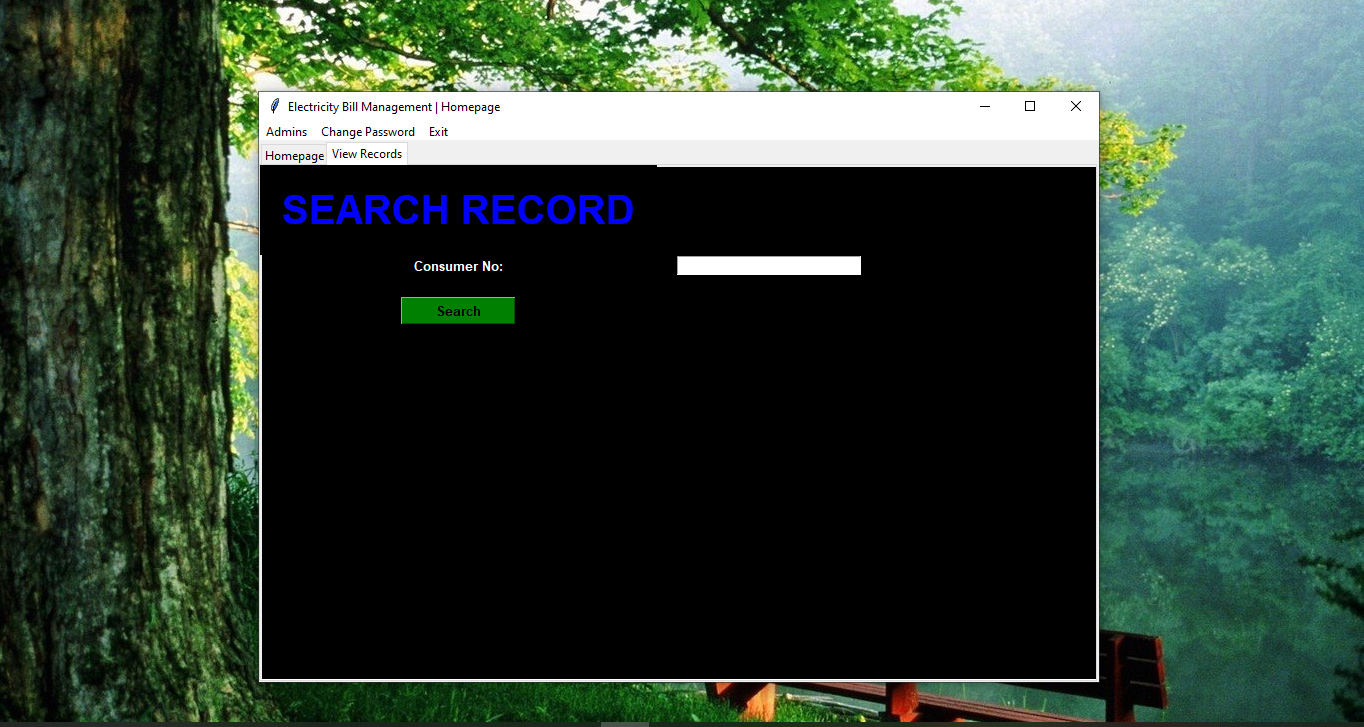 Electricity Bill Management | Homepage
Admins Change Password Exit
Homepage View Records
SEARCH RECORD
Consumer No:
Search